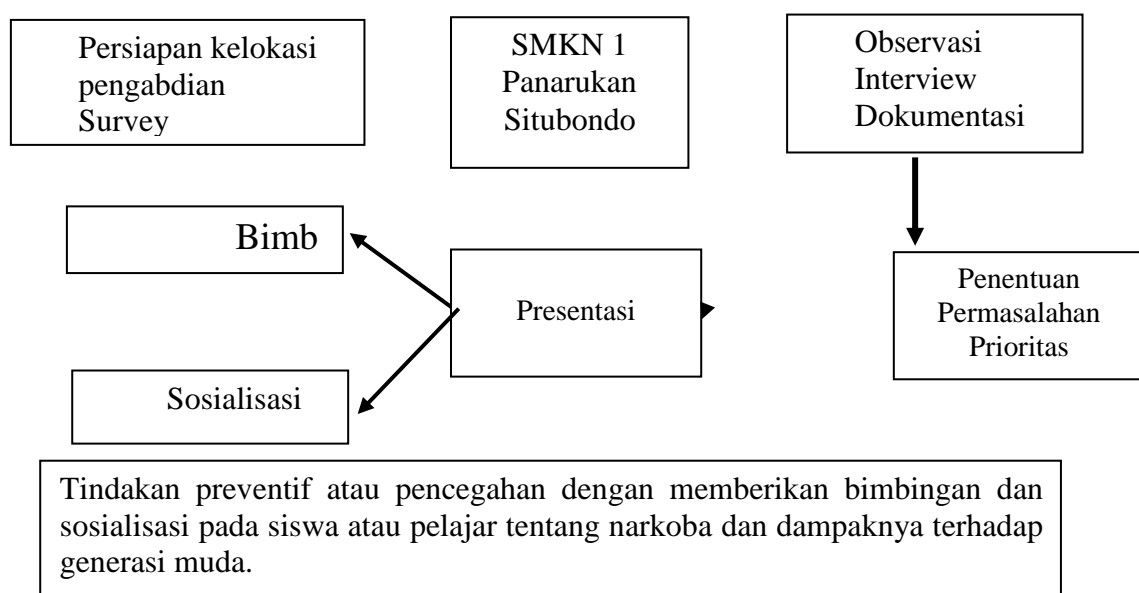 Persiapan kelokasi
pengabdian
Survey
SMKN 1
Panarukan
Situbondo
Observasi
Interview
Dokumentasi
Bimb
Presentasi
Penentuan
Permasalahan
Prioritas
Sosialisasi
Tindakan preventif atau pencegahan dengan memberikan bimbingan dan
sosialisasi pada siswa atau pelajar tentang narkoba dan dampaknya terhadap
generasi muda.